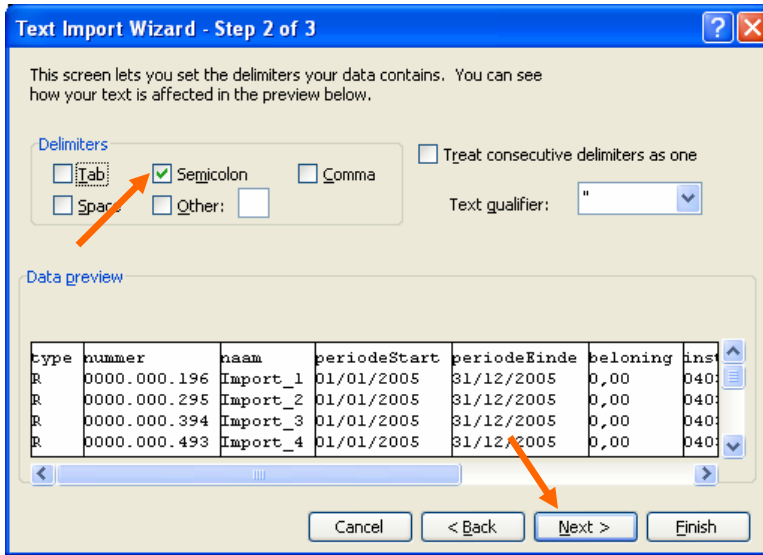 Text Import Wizard - Step 2 of 3
This screen lets you set the delimiters your data contains. You can see
how your text is affected in the preview below.
Delimiters
Tab Semicolon Comma
Space Other:
Treat consecutive delimiters as one
Text qualifier: "
Data preview
type nummer naam periodeStart periodeEinde beloning inst
R 0000.000.196 Import_1 01/01/2005 31/12/2005 0,00 040
R 0000.000.295 Import_2 01/01/2005 31/12/2005 0,00 040
R 0000.000.394 Import_3 01/01/2005 31/12/2005 0,00 040
R 0000.000.493 Import_4 01/01/2005 31/12/2005 0,00 040
Cancel < Back Next > Finish